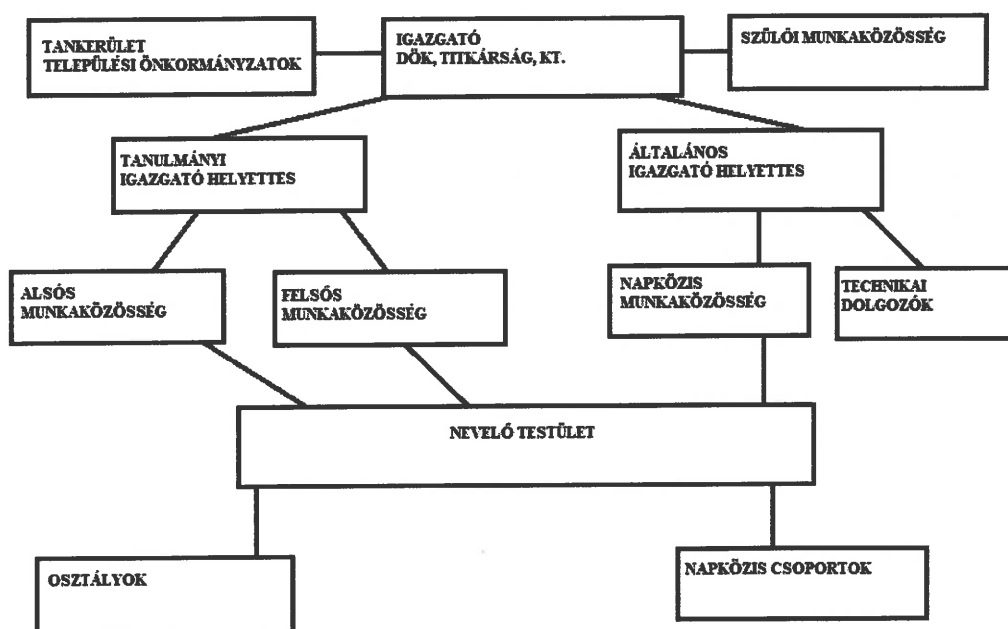 TANKERÜLET
TELEPÜLÉSI ÖNKORMÁNYZATOK
IGAZGATÓ
DÖK, TITKÁRSÁG, KT.
SZÜLŐI MUNKAKÖZÖSSÉG
TANULMÁNYI
IGAZGATÓ HELYETTES
ÁLTALÁNOS
IGAZGATÓ HELYETTES
ALSÓS
MUNKAKÖZÖSSÉG
FELSŐS
MUNKAKÖZÖSSÉG
NAPKÖZIS
MUNKAKÖZÖSSÉG
TECHNIKAI
DOLGOZÓK
NEVELŐ TESTÜLET
OSZTÁLYOK
NAPKÖZIS CSOPORTOK